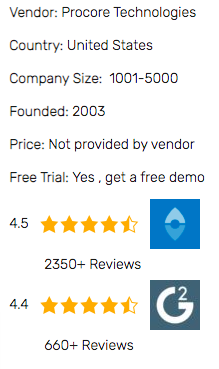 Vendor: Procore Technologies
Country: United States
Company Size: 1001-5000
Founded: 2003
Price: Not provided by vendor
Free Trial: Yes , get a free demo
4.5
2350+ Reviews
4.4
G2
660+ Reviews